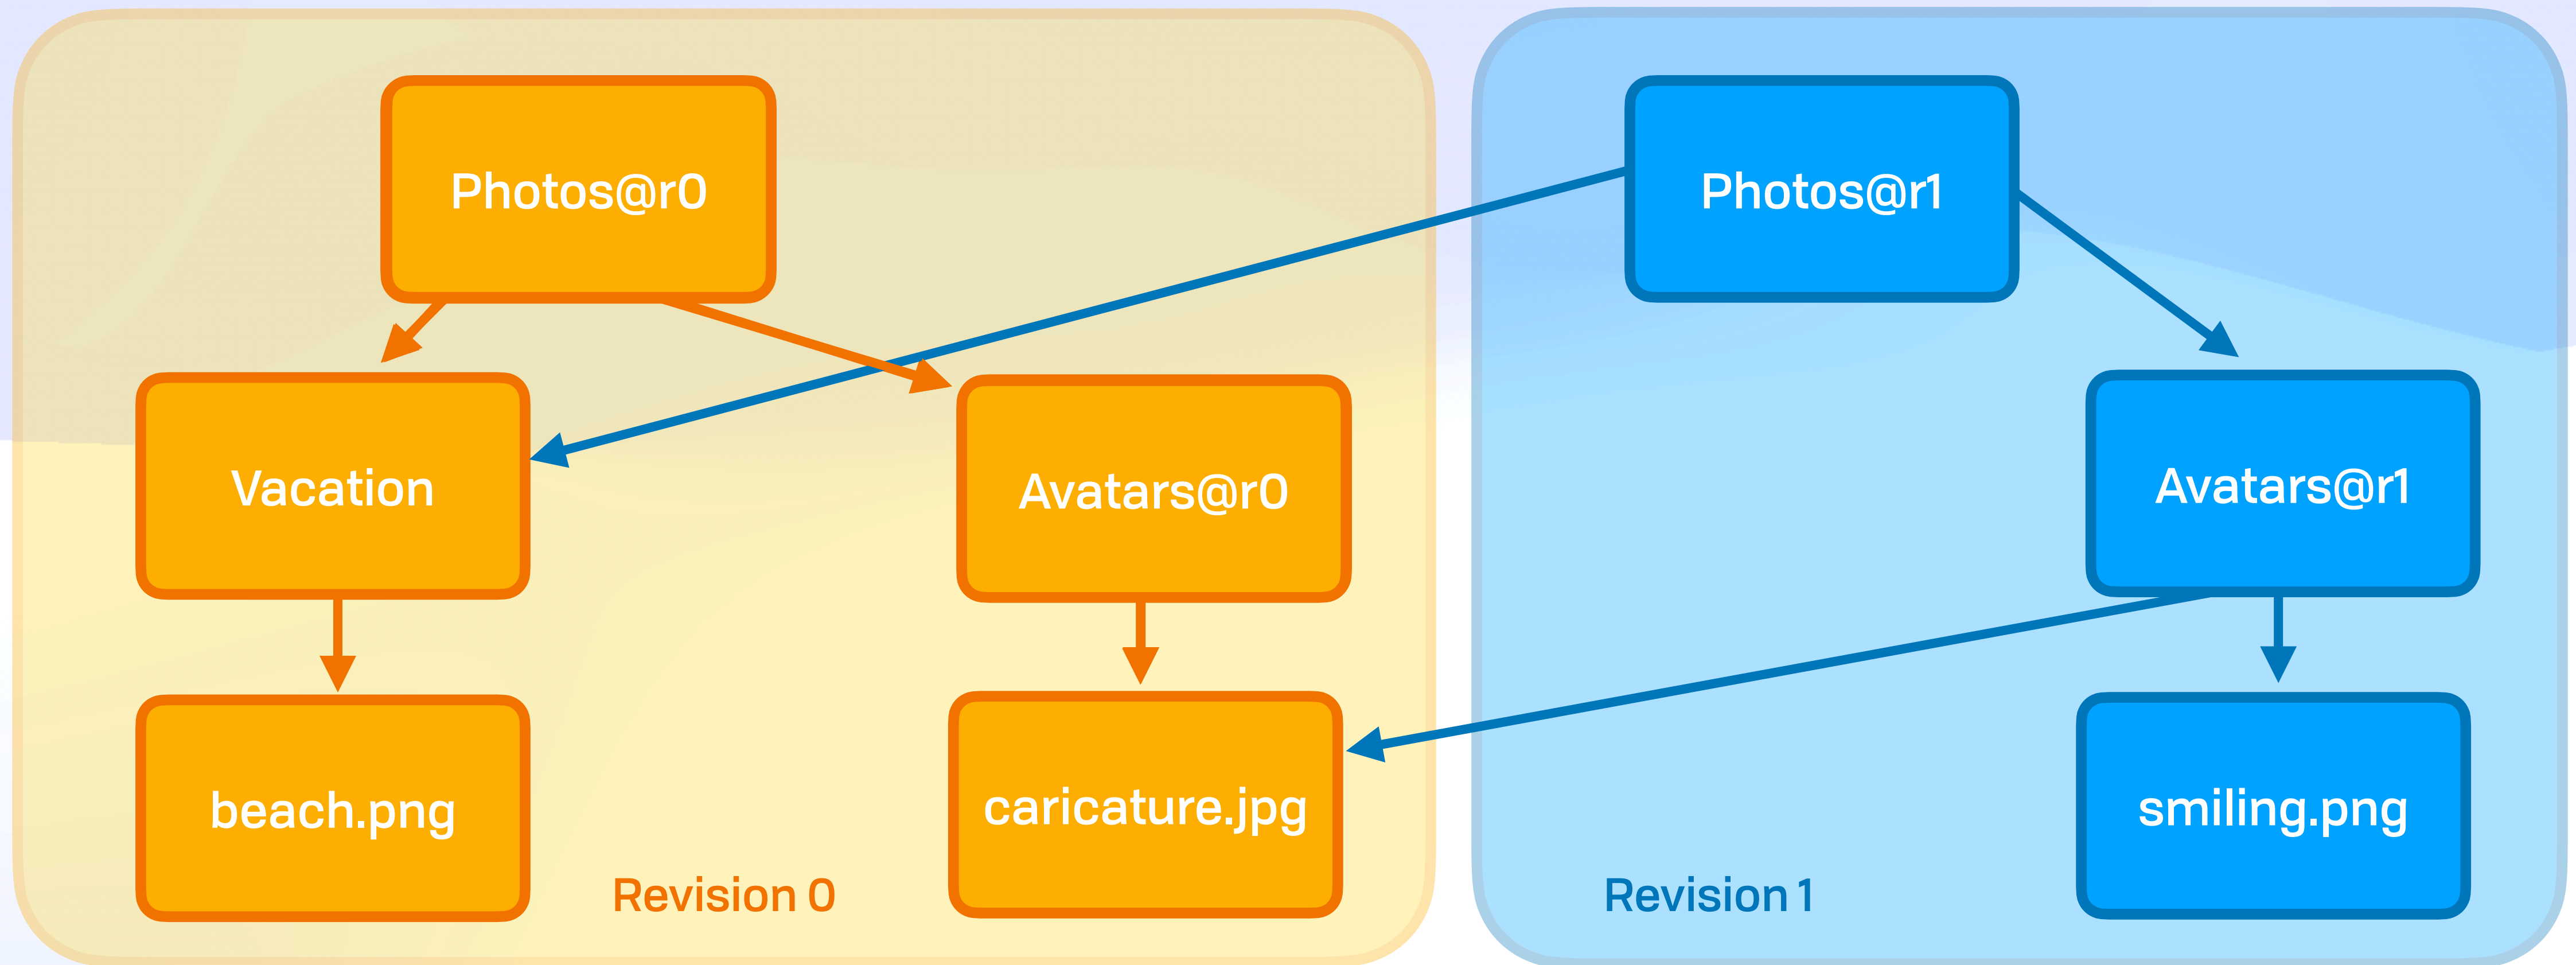 Photos@r0
Photos@r1
Vacation
Avatars@r0
Avatars@r1
beach.png
caricature.jpg
smiling.png
Revision 0
Revision 1